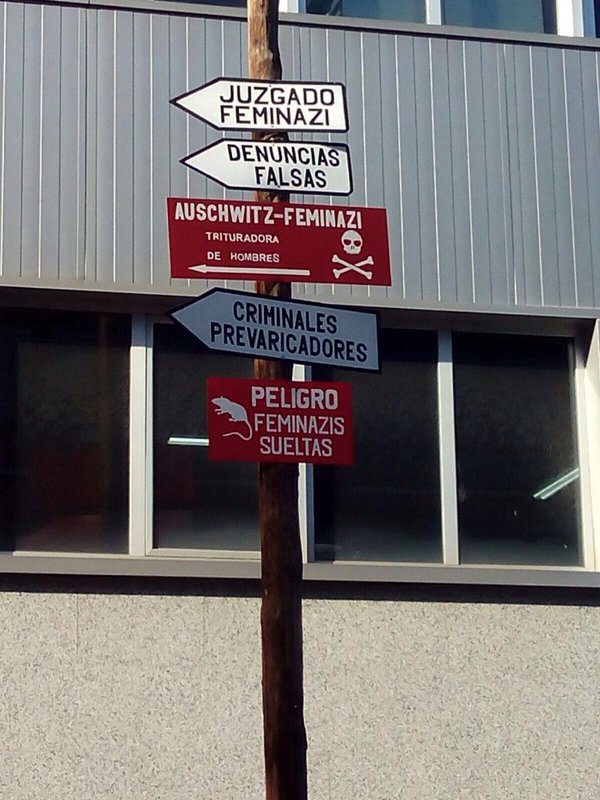 JUZGADO
FEMINAZI
DENUNCIAS
FALSAS
AUSCHWITZ-FEMINAZI
TRITURADORA
DE HOMBRES
CRIMINALES
PREVARICADORES
PELIGRO
FEMINAZIS
SUELTAS